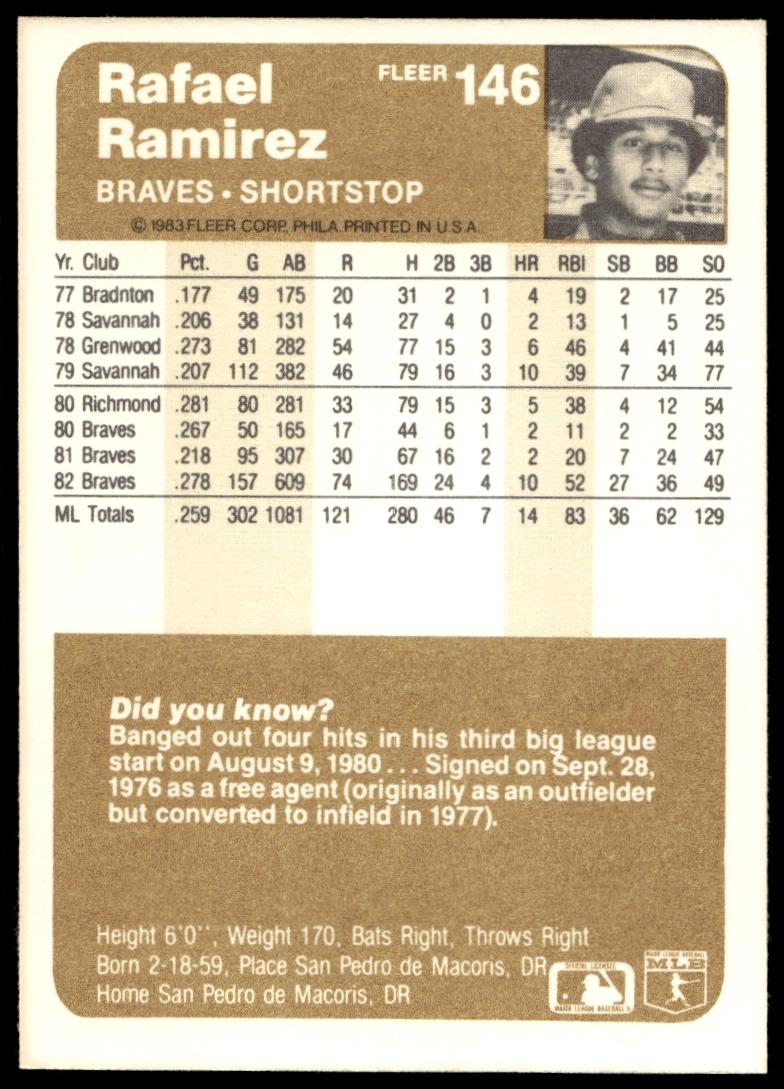 Rafael
Ramirez
FLEER 146
BRAVES • SHORTSTOP
© 1983 FLEER CORP. PHILA. PRINTED IN U.S.A.
Yr. Club Pct. G AB R H 2B 3B HR RBI SB BB SO
77 Bradnton .177 49 175 20 31 2 1 4 19 2 17 25
78 Savannah .206 38 131 14 27 4 0 2 13 1 5 25
78 Grenwood .273 81 282 54 77 15 3 6 46 4 41 44
79 Savannah .207 112 382 46 79 16 3 10 39 7 34 77
80 Richmond .281 80 281 33 79 15 3 5 38 4 12 54
80 Braves .267 50 165 17 44 6 1 2 11 2 2 33
81 Braves .218 95 307 30 67 16 2 2 20 7 24 47
82 Braves .278 157 609 74 169 24 4 10 52 27 36 49
ML Totals .259 302 1081 121 280 46 7 14 83 36 62 129
Did you know?
Banged out four hits in his third big league
start on August 9, 1980 . . . Signed on Sept. 28,
1976 as a free agent (originally as an outfielder
but converted to infield in 1977).
Height 6'0'', Weight 170, Bats Right, Throws Right
Born 2-18-59, Place San Pedro de Macoris, DR
Home San Pedro de Macoris, DR
OFFICIAL LICENSEE
MAJOR LEAGUE BASEBALL
MAJOR LEAGUE BASEBALL
MLB